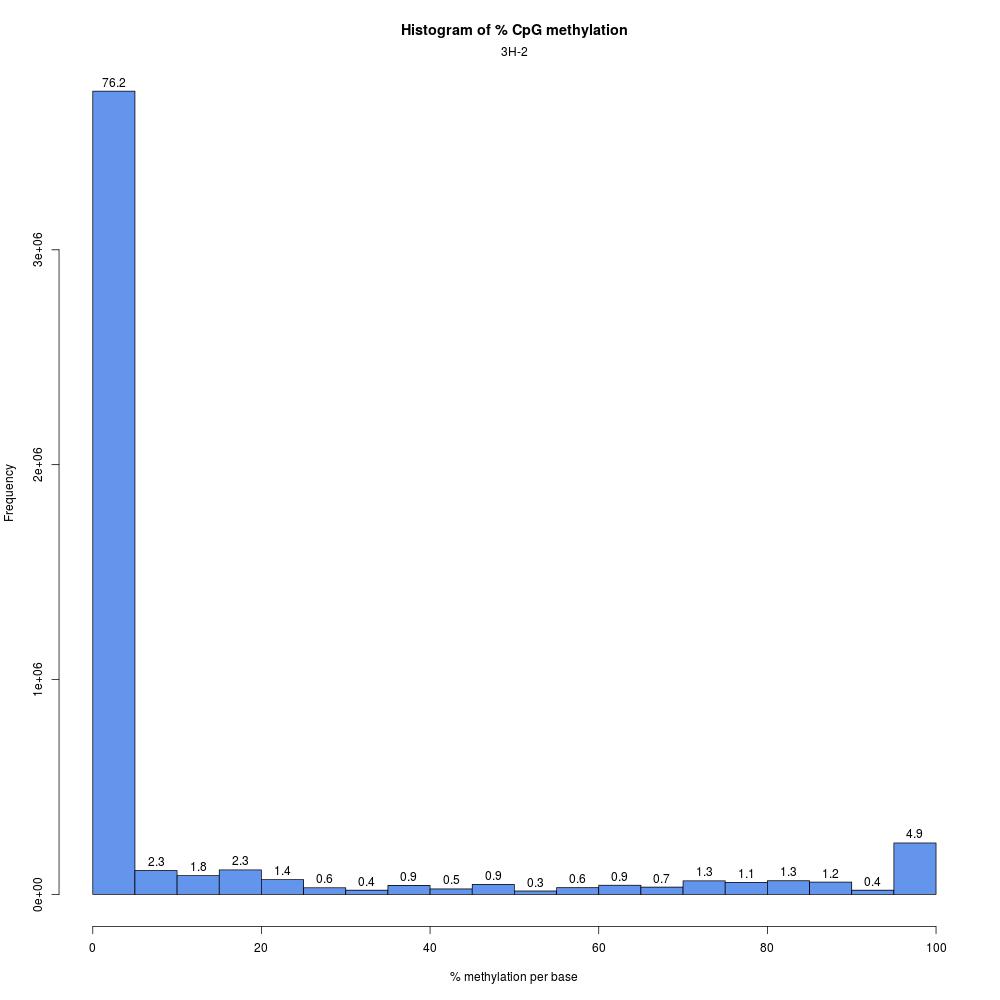 Histogram of % CpG methylation
3H-2
76.2
2.3
1.8
2.3
1.4
0.6
0.4
0.9
0.5
0.9
0.3
0.6
0.9
0.7
1.3
1.1
1.3
1.2
0.4
4.9
Frequency
3e+06
2e+06
1e+06
0e+00
0 20 40 60 80 100
% methylation per base